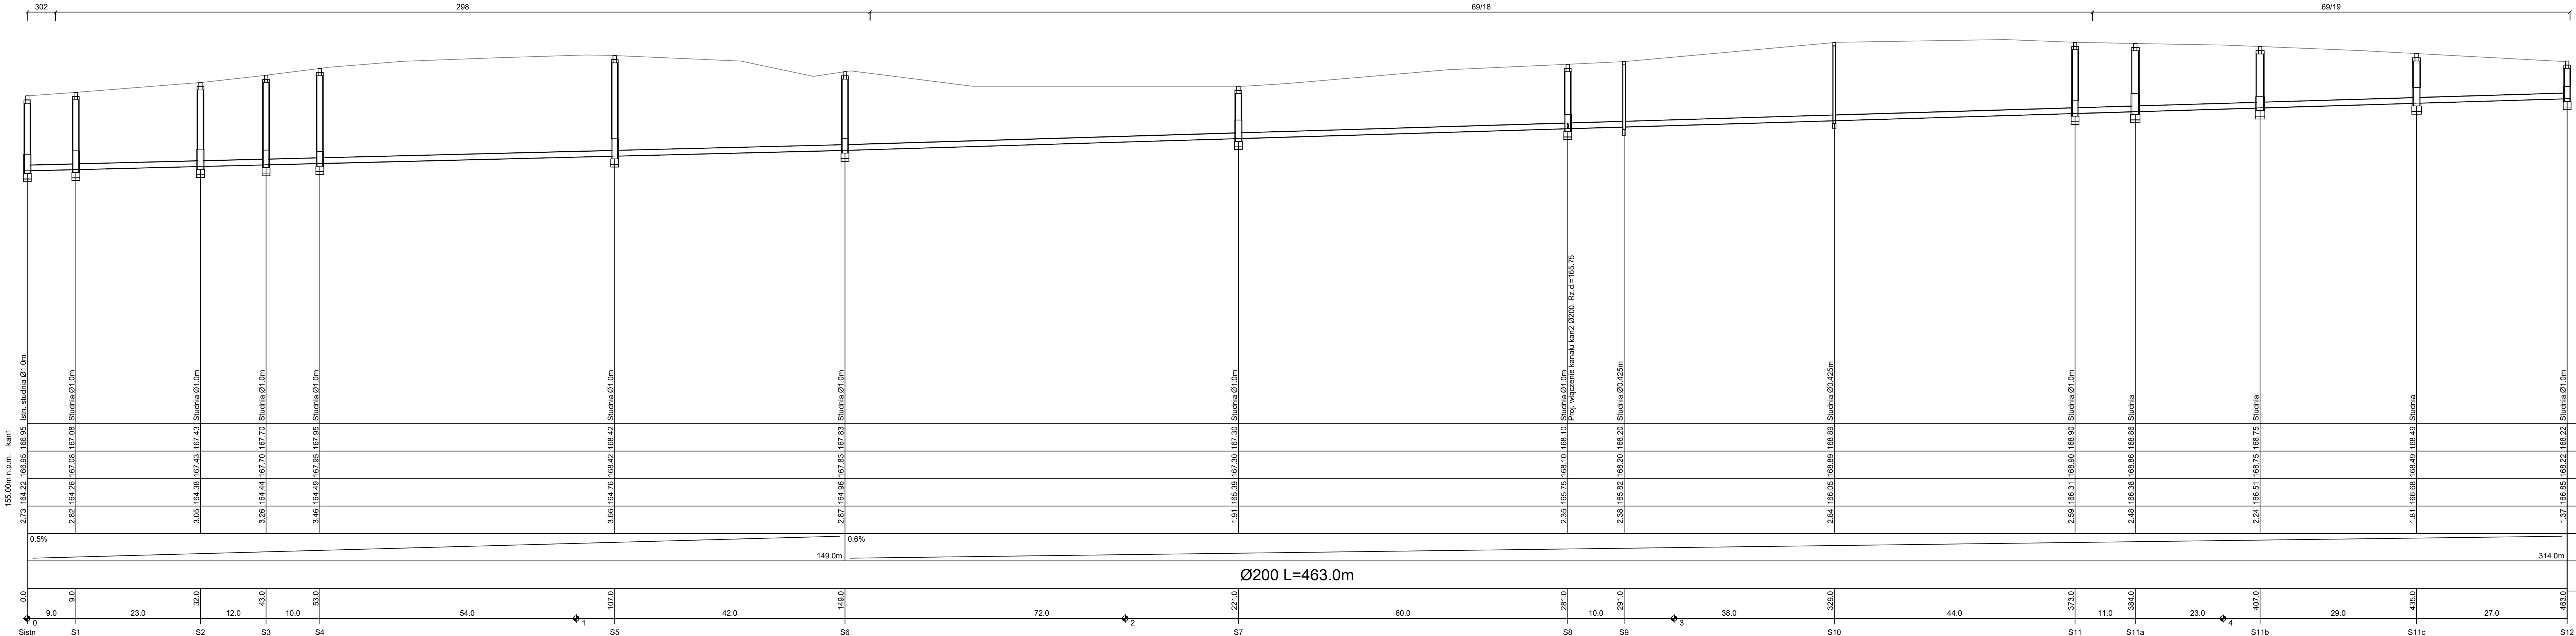 302 298 69/18 69/19
Istn. studnia Ø1.0m
Studnia Ø1.0m
Studnia Ø1.0m
Studnia Ø1.0m
Studnia Ø1.0m
Studnia Ø1.0m
Studnia Ø1.0m
Studnia Ø1.0m
Studnia Ø1.0m
Proj. włączenie kanału kan2 Ø200, Rz.d.=165.75
Studnia Ø0.425m
Studnia Ø0.425m
Studnia Ø1.0m
Studnia
Studnia
Studnia
Studnia Ø1.0m
kan1
155.00m n.p.m.
166.95 167.08 167.43 167.70 167.95 168.42 167.83 167.30 168.10 168.20 168.89 168.90 168.86 168.75 168.49 168.22
166.95 167.08 167.43 167.70 167.95 168.42 167.83 167.30 168.10 168.20 168.89 168.90 168.86 168.75 168.49 168.22
164.22 164.26 164.38 164.44 164.49 164.76 164.96 165.39 165.75 165.82 166.05 166.31 166.38 166.51 166.68 166.85
2.73 2.82 3.05 3.26 3.46 3.66 2.87 1.91 2.35 2.38 2.84 2.59 2.48 2.24 1.81 1.37
0.5% 149.0m 0.6% 314.0m
Ø200 L=463.0m
0.0 9.0 32.0 43.0 53.0 107.0 149.0 221.0 281.0 291.0 329.0 373.0 384.0 407.0 435.0 463.0
9.0 23.0 12.0 10.0 54.0 42.0 72.0 60.0 10.0 38.0 44.0 11.0 23.0 29.0 27.0
0 1 2 3 4
Sistn S1 S2 S3 S4 S5 S6 S7 S8 S9 S10 S11 S11a S11b S11c S12